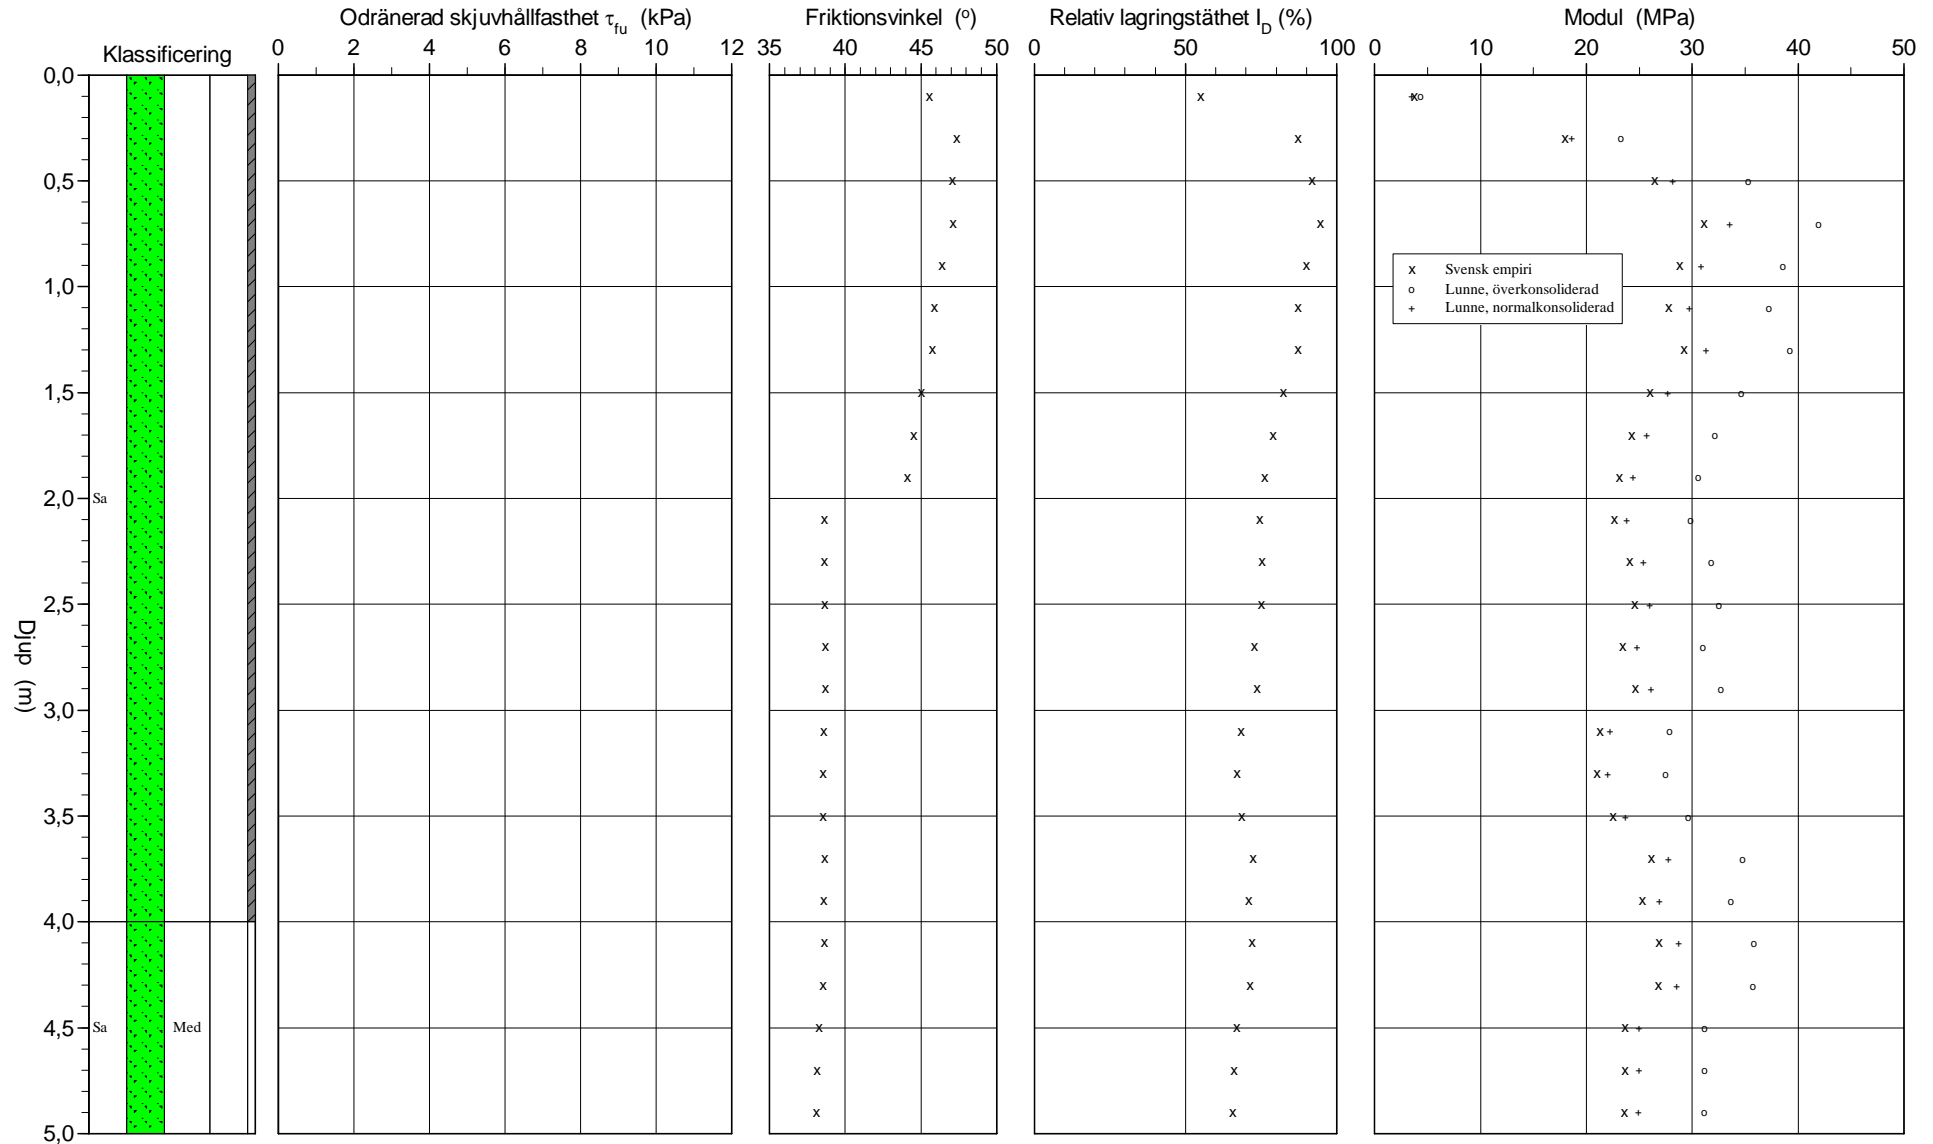 Odränerad skjuvhållfasthet τfu (kPa)
Friktionsvinkel (o)
Relativ lagringstäthet ID (%)
Modul (MPa)
Klassificering
0 2 4 6 8 10 12
35 40 45 50
0 50 100
0 10 20 30 40 50
0,0
0,5
1,0
1,5
2,0
2,5
3,0
3,5
4,0
4,5
5,0
Djup (m)
Sa
Sa
Med
x Svensk empiri
o Lunne, överkonsoliderad
+ Lunne, normalkonsoliderad